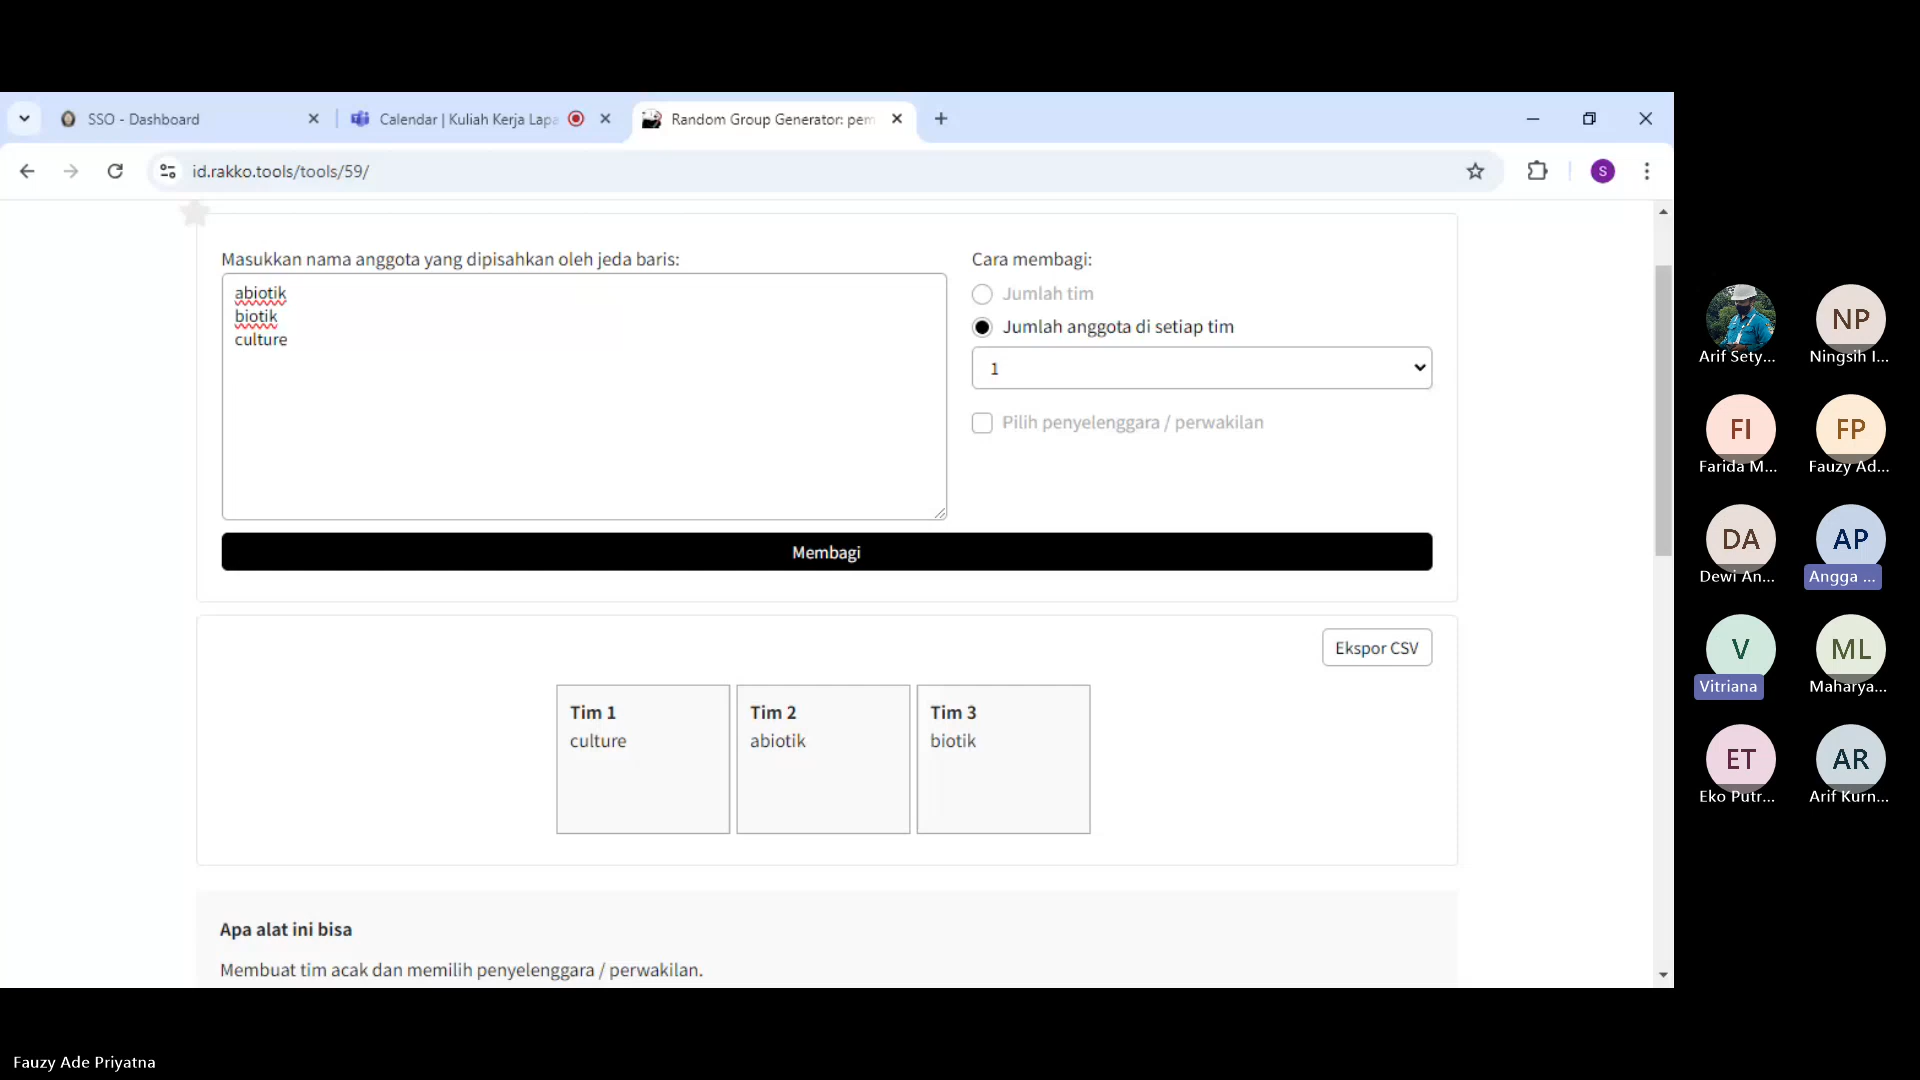 SSO - Dashboard
Calendar | Kuliah Kerja Lapa
Random Group Generator: pem
id.rakko.tools/tools/59/
S
Masukkan nama anggota yang dipisahkan oleh jeda baris:
abiotik
biotik
culture
Cara membagi:
Jumlah tim
Jumlah anggota di setiap tim
1
Pilih penyelenggara / perwakilan
Membagi
Ekspor CSV
Tim 1
culture
Tim 2
abiotik
Tim 3
biotik
Apa alat ini bisa
Membuat tim acak dan memilih penyelenggara / perwakilan.
Arif Sety...
NP
Ningsih I...
FI
Farida M...
FP
Fauzy Ad...
DA
Dewi An...
AP
Angga ...
V
Vitriana
ML
Maharya...
ET
Eko Putr...
AR
Arif Kurn...
Fauzy Ade Priyatna